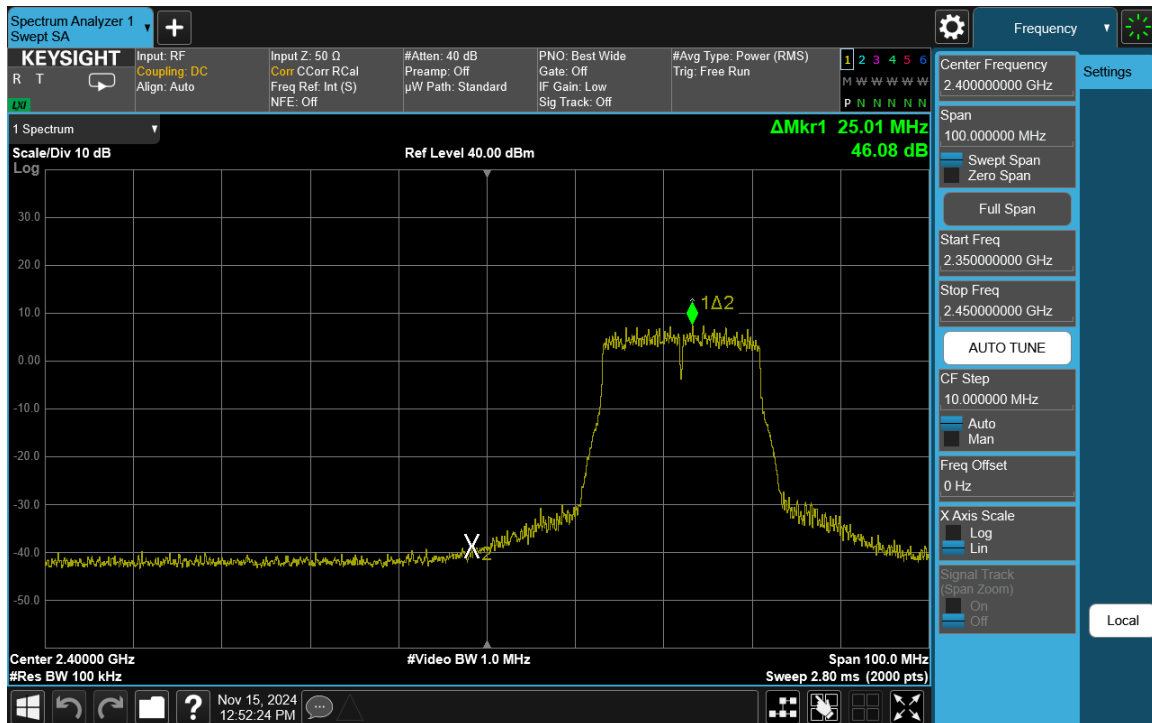 Spectrum Analyzer 1
Swept SA
+
Frequency
KEYSIGHT
R T
LXI
Input: RF
Coupling: DC
Align: Auto
Input Z: 50 Ω
Corr CCorr RCal
Freq Ref: Int (S)
NFE: Off
#Atten: 40 dB
Preamp: Off
µW Path: Standard
PNO: Best Wide
Gate: Off
IF Gain: Low
Sig Track: Off
#Avg Type: Power (RMS)
Trig: Free Run
1 2 3 4 5 6
M W W W W W
P N N N N N
1 Spectrum
Scale/Div 10 dB
Log
Ref Level 40.00 dBm
ΔMkr1 25.01 MHz
46.08 dB
30.0
20.0
10.0
0.00
-10.0
-20.0
-30.0
-40.0
-50.0
1Δ2
X2
Center 2.40000 GHz
#Res BW 100 kHz
#Video BW 1.0 MHz
Span 100.0 MHz
Sweep 2.80 ms (2000 pts)
Center Frequency
2.400000000 GHz
Span
100.000000 MHz
Swept Span
Zero Span
Full Span
Start Freq
2.350000000 GHz
Stop Freq
2.450000000 GHz
AUTO TUNE
CF Step
10.000000 MHz
Auto
Man
Freq Offset
0 Hz
X Axis Scale
Log
Lin
Signal Track
(Span Zoom)
On
Off
Settings
Local
?
Nov 15, 2024
12:52:24 PM